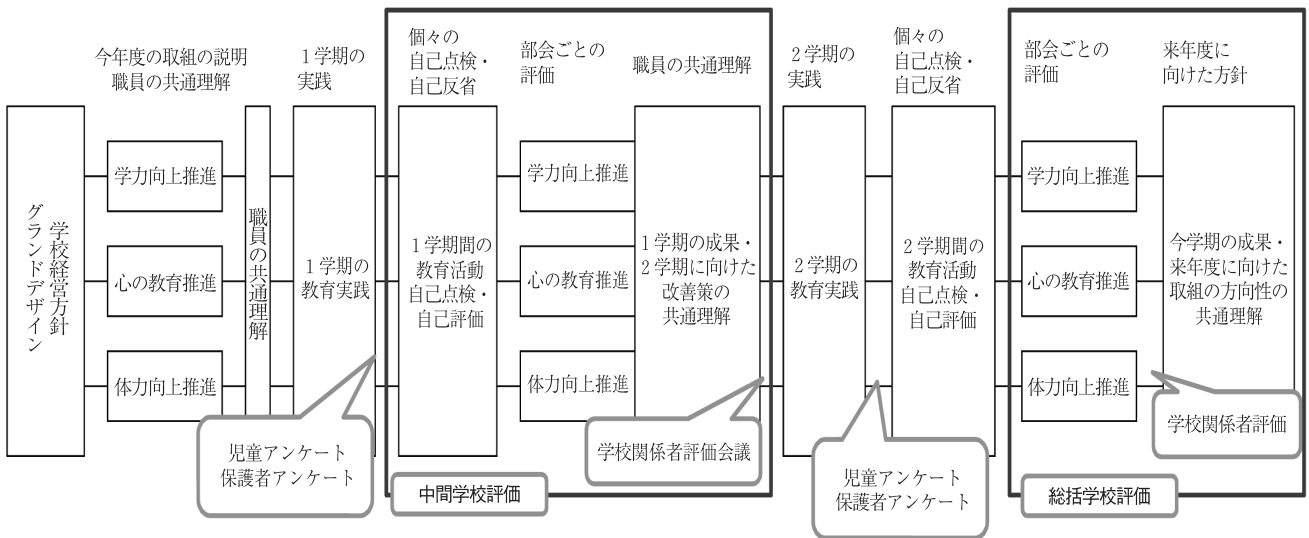 今年度の取組の説明
職員の共通理解
1学期の
実践
個々の
自己点検・
自己反省
部会ごとの
評価
職員の共通理解
2学期の
実践
個々の
自己点検・
自己反省
部会ごとの
評価
来年度に
向けた方針
学校経営方針
グランドデザイン
学力向上推進
心の教育推進
体力向上推進
職員の共通理解
1学期の
教育実践
1学期間の
教育活動
自己点検・
自己評価
学力向上推進
心の教育推進
体力向上推進
1学期の成果・
2学期に向けた
改善策の
共通理解
2学期の
教育実践
2学期間の
教育活動
自己点検・
自己評価
学力向上推進
心の教育推進
体力向上推進
今学期の成果・
来年度に向けた
取組の方向性の
共通理解
児童アンケート
保護者アンケート
学校関係者評価会議
児童アンケート
保護者アンケート
学校関係者評価
中間学校評価
総括学校評価